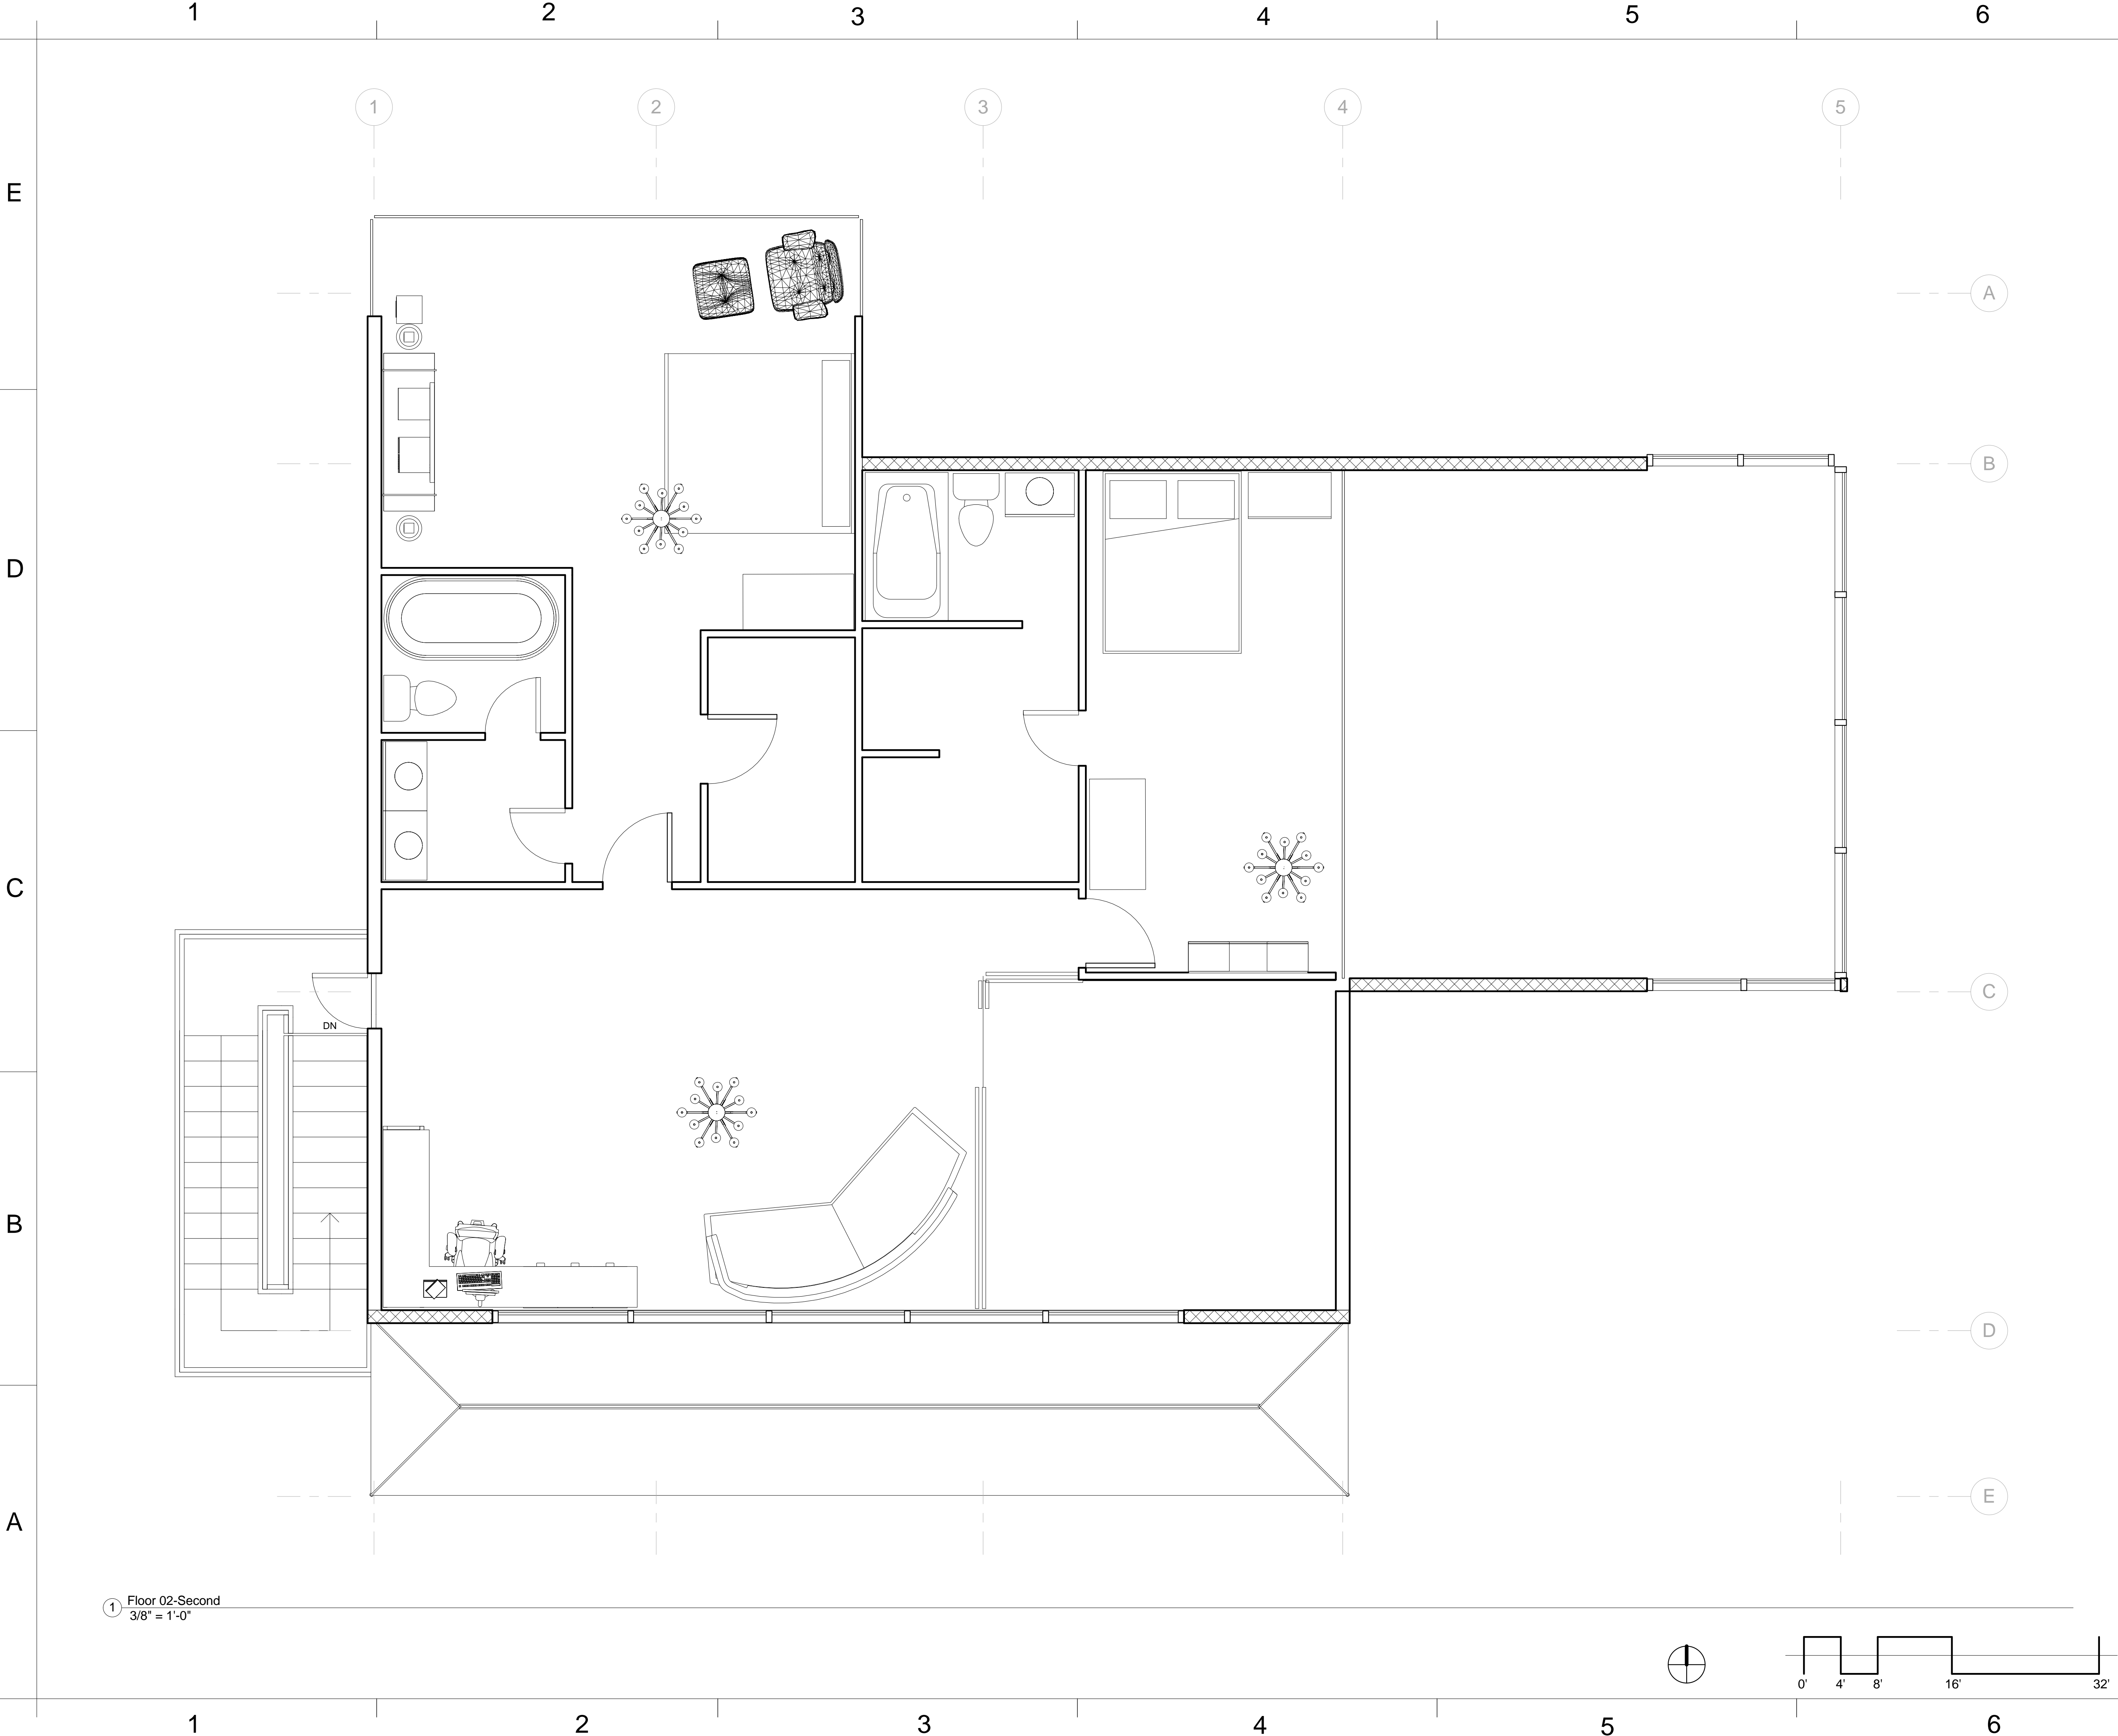 1 2 3 4 5 6
1 2 3 4 5
E
A
B
D
C
C
DN
B
D
E
A
1 Floor 02-Second
3/8" = 1'-0"
0' 4' 8' 16' 32'
1 2 3 4 5 6